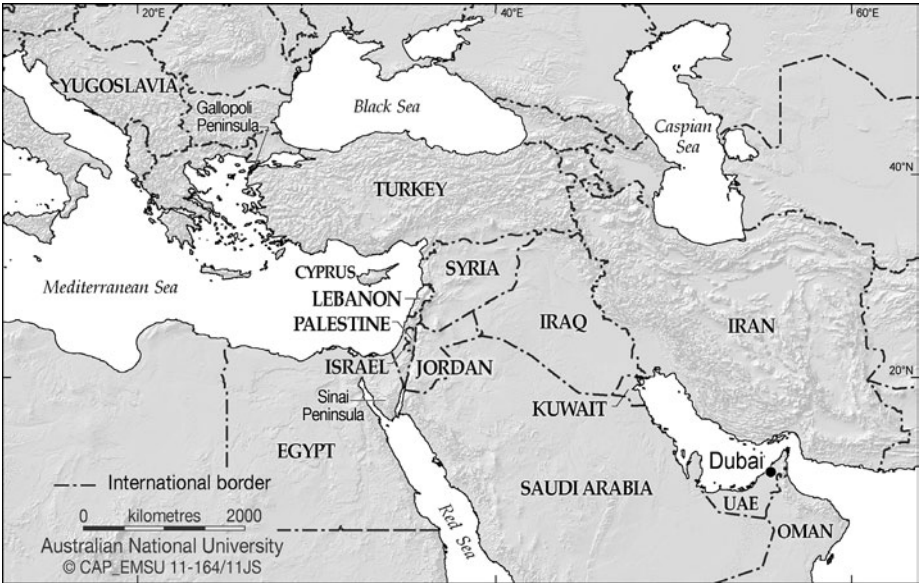 20°E
40°E
60°E
YUGOSLAVIA
Gallopoli
Peninsula
Black Sea
Caspian
Sea
40°N
TURKEY
Mediterranean Sea
CYPRUS
SYRIA
LEBANON
PALESTINE
IRAQ
IRAN
ISRAEL
JORDAN
20°N
Sinai
Peninsula
KUWAIT
EGYPT
Dubai
International border
SAUDI ARABIA
UAE
0 kilometres 2000
Red Sea
OMAN
Australian National University
© CAP_EMSU 11-164/11JS